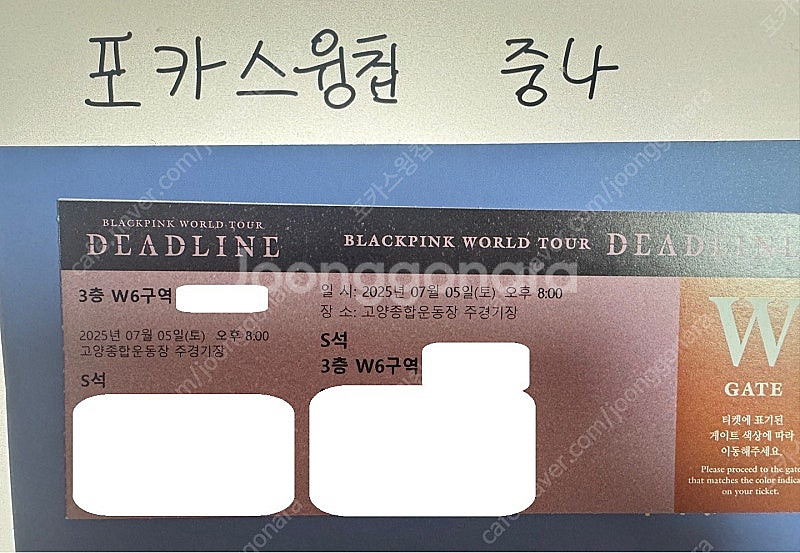 포카스윙칩 중나
BLACKPINK WORLD TOUR
DEADLINE
3층 W6구역
2025년 07월 05일(토) 오후 8:00
고양종합운동장 주경기장
S석
BLACKPINK WORLD TOUR DEADLINE
일 시: 2025년 07월 05일(토) 오후 8:00
장 소: 고양종합운동장 주경기장
S석
3층 W6구역
W
GATE
티켓에 표기된
게이트 색상에 따라
이동해주세요.
Please proceed to the gate
that matches the color indica
on your ticket.
Joonggonara